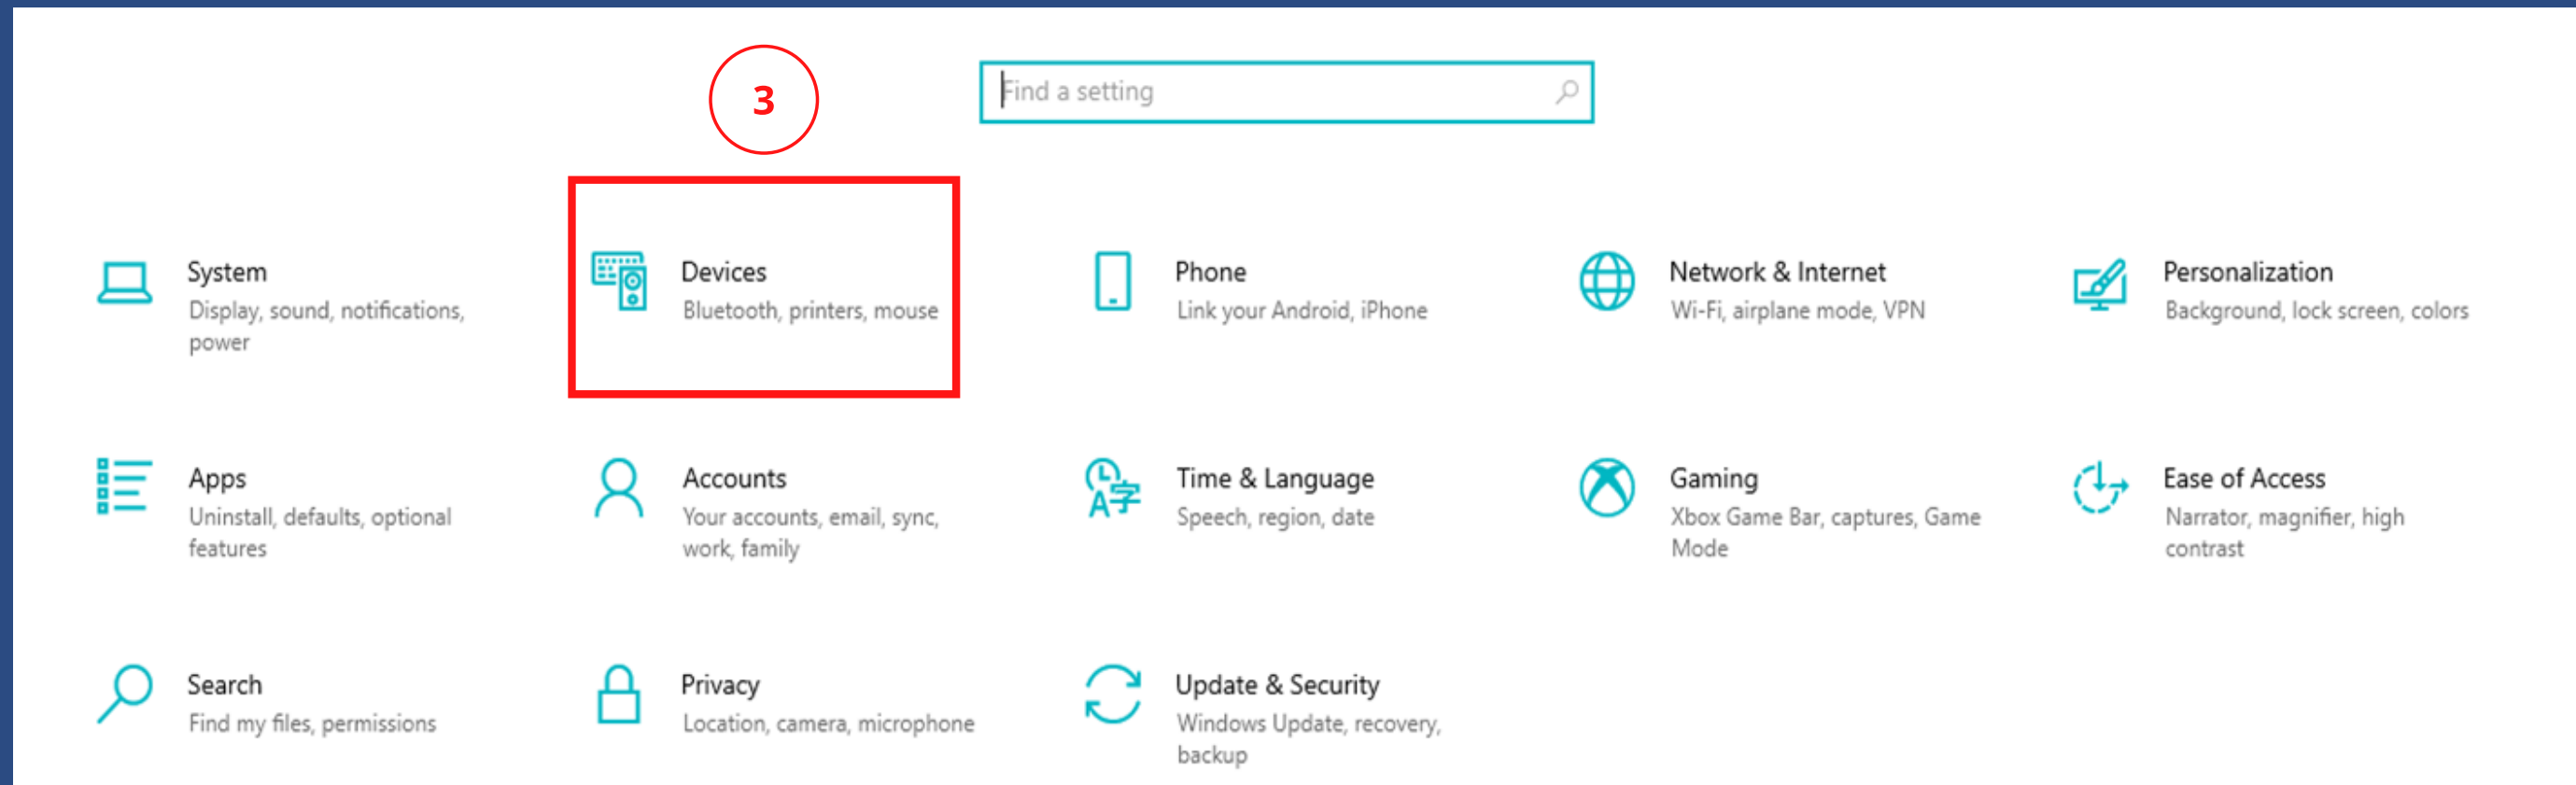 3
Find a setting
System
Display, sound, notifications,
power
Devices
Bluetooth, printers, mouse
Phone
Link your Android, iPhone
Network & Internet
Wi-Fi, airplane mode, VPN
Personalization
Background, lock screen, colors
Apps
Uninstall, defaults, optional
features
Accounts
Your accounts, email, sync,
work, family
Time & Language
Speech, region, date
Gaming
Xbox Game Bar, captures, Game
Mode
Ease of Access
Narrator, magnifier, high
contrast
Search
Find my files, permissions
Privacy
Location, camera, microphone
Update & Security
Windows Update, recovery,
backup